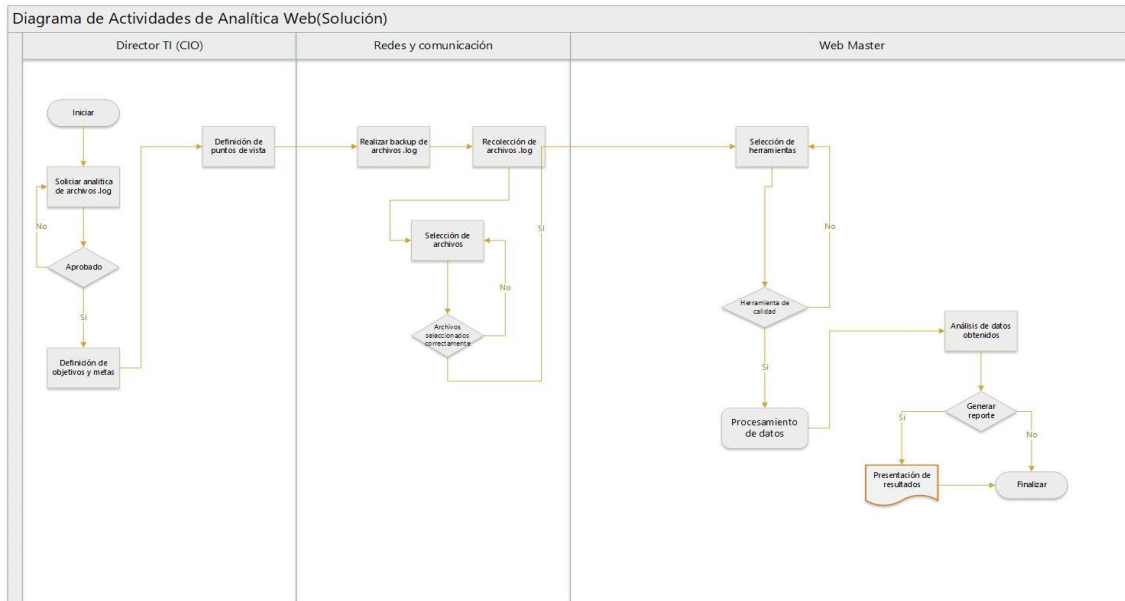 Diagrama de Actividades de Analítica Web(Solución)
Director TI (CIO)
Redes y comunicación
Web Master
Iniciar
Soliciar analitica
de archivos .log
No
Aprobado
Si
Definición de
objetivos y metas
Definición de
puntos de vista
Realizar backup de
archivos .log
Recolección de
archivos .log
Selección de
archivos
No
Archivos
seleccionados
correctamente
Si
Selección de
herramientas
No
Herramienta de
calidad
Si
Procesamiento
de datos
Análisis de datos
obtenidos
Generar
reporte
Si
No
Presentación de
resultados
Finalizar